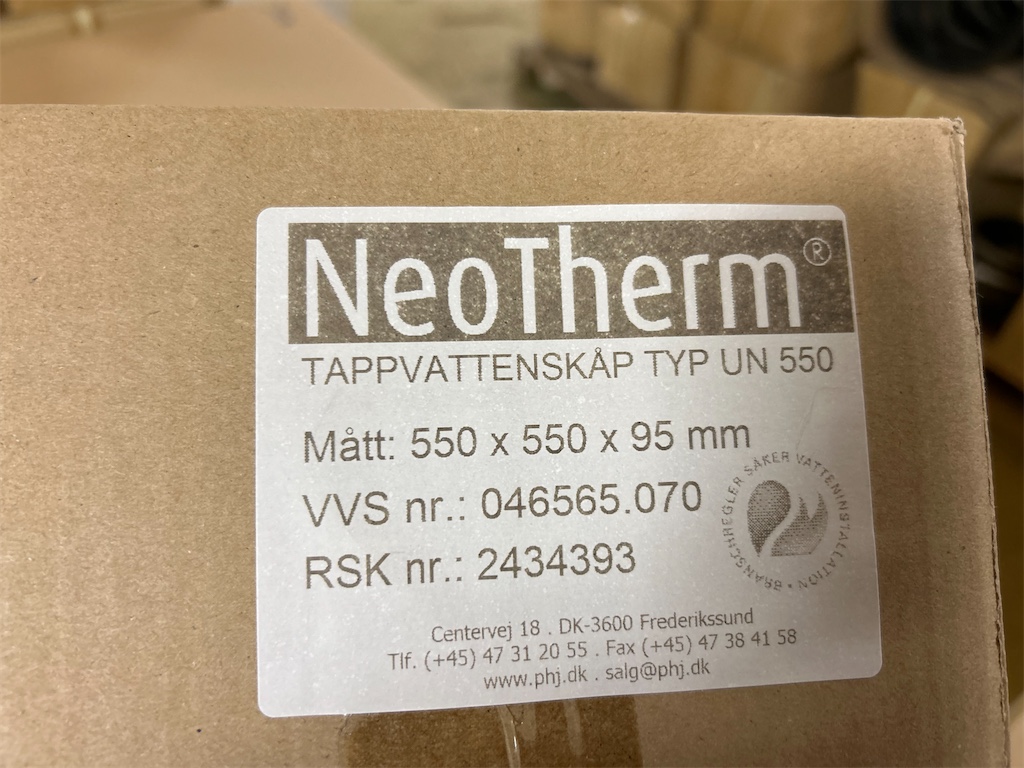 NeoTherm®
TAPPVATTENSKÅP TYP UN 550
Mått: 550 x 550 x 95 mm
VVS nr.: 046565.070
RSK nr.: 2434393
BRANSCHREGLER SÄKER VATTENINSTALLATION •
Centervej 18 . DK-3600 Frederikssund
Tlf. (+45) 47 31 20 55 . Fax (+45) 47 38 41 58
www.phj.dk . salg@phj.dk